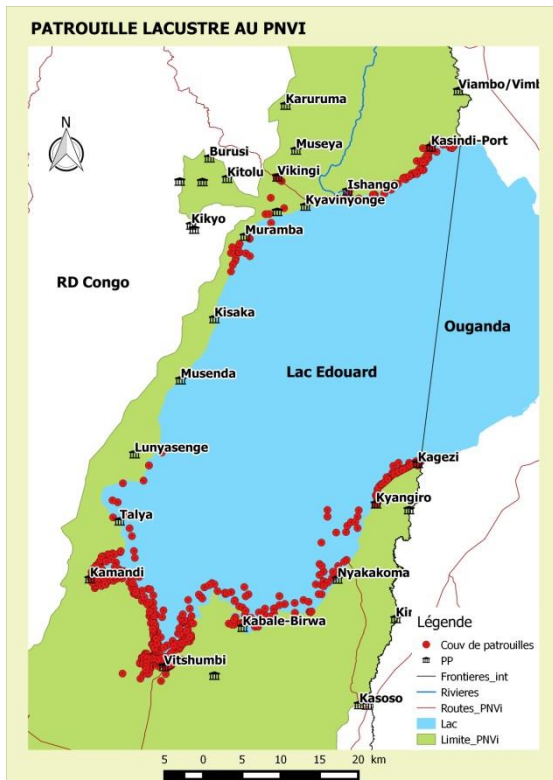 PATROUILLE LACUSTRE AU PNVI
Viambo/Vimb
Karuruma
N
Museya
Kasindi-Port
Burusi
Kitolu
Vikingi
Ishango
Kyavinyonge
Kikyo
Muramba
RD Congo
Kisaka
Ouganda
Lac Edouard
Musenda
Lunyasenge
Kagezi
Kyangiro
Talya
Kamandi
Nyakakoma
Kabale-Birwa
Kin
Légende
Couv de patrouilles
PP
Frontieres_int
Rivieres
Routes_PNVi
Lac
Limite_PNVi
Vitshumbi
Kasoso
5 0 5 10 15 20 km